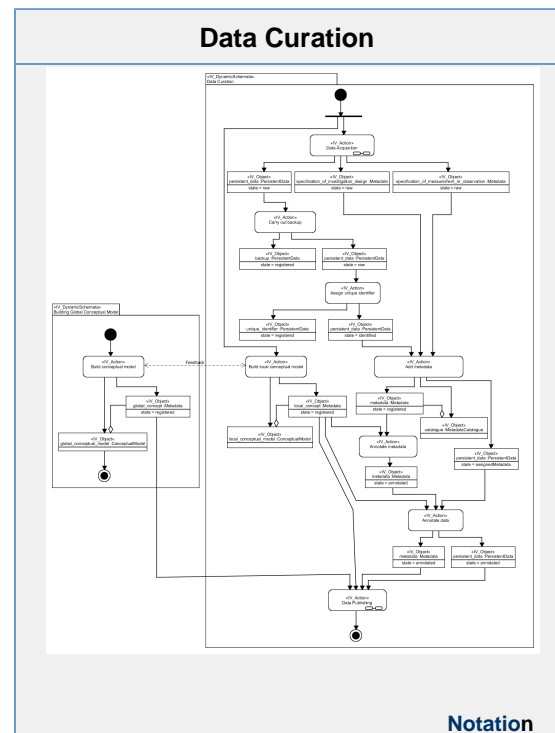 Data Curation
«IV_DynamicSchemata»
Data Curation
«IV_Action»
Data Acquisition
«IV_Object»
persistent_data :PersistentData
state = raw
«IV_Object»
specification_of_investigation_design :Metadata
state = raw
«IV_Object»
specification_of_measurement_or_observation :Metadata
state = raw
«IV_Action»
Carry out backup
«IV_Object»
backup :PersistentData
state = registered
«IV_Object»
persistent_data :PersistentData
state = raw
«IV_Action»
Assign unique identifier
«IV_Object»
unique_identifier :PersistentData
state = registered
«IV_Object»
persistent_data :PersistentData
state = identified
«IV_DynamicSchemata»
Building Global Conceptual Model
«IV_Action»
Build conceptual model
Feedback
«IV_Action»
Build local conceptual model
«IV_Action»
Add metadata
«IV_Object»
global_concept :Metadata
state = registered
«IV_Object»
local_concept :Metadata
state = registered
«IV_Object»
metadata :Metadata
state = registered
«IV_Object»
catalogue :MetadataCatalogue
«IV_Object»
global_conceptual_model :ConceptualModel
«IV_Object»
local_conceptual_model :ConceptualModel
«IV_Action»
Annotate metadata
«IV_Object»
persistent_data :PersistentData
state = assignedMetadata
«IV_Object»
metadata :Metadata
state = annotated
«IV_Action»
Annotate data
«IV_Object»
metadata :Metadata
state = annotated
«IV_Object»
persistent_data :PersistentData
state = annotated
«IV_Action»
Data Publishing
Notation